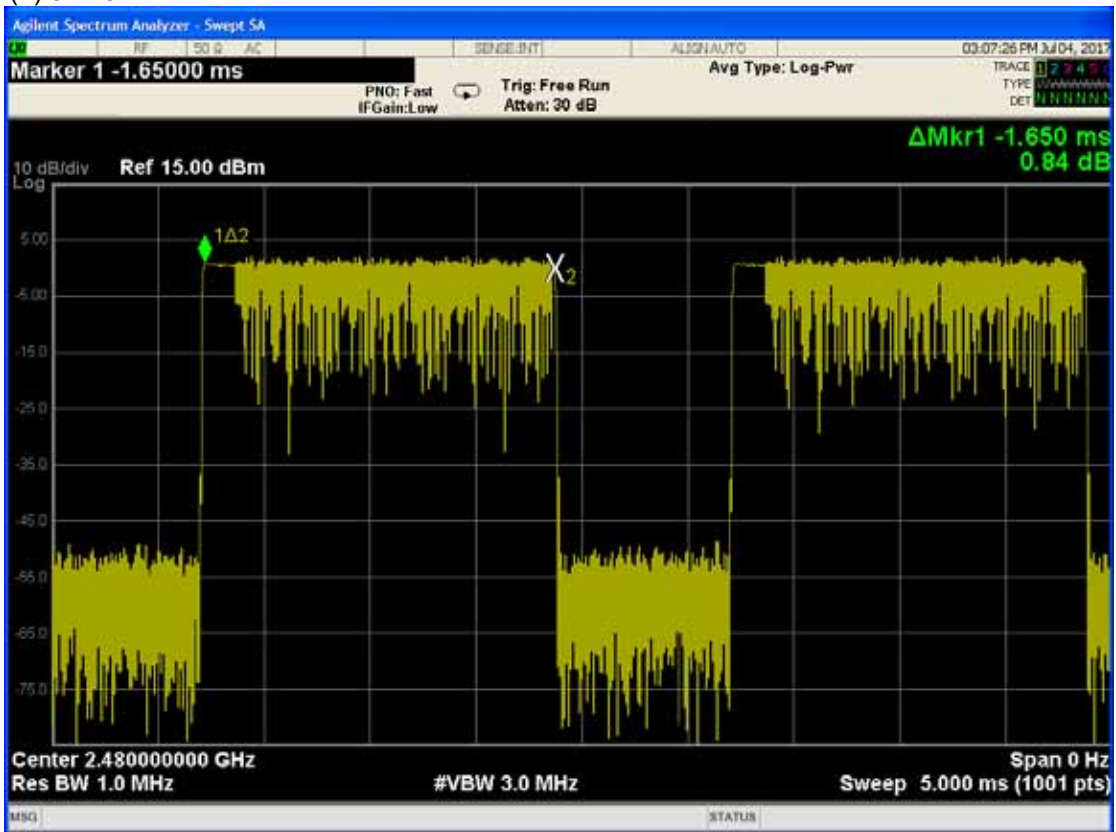 Agilent Spectrum Analyzer - Swept SA
RF 50 Ω AC SENSE:INT ALIGN AUTO 03:07:26 PM Jul 04, 2017
Marker 1 -1.65000 ms
PNO: Fast
IFGain:Low
Trig: Free Run
Atten: 30 dB
Avg Type: Log-Pwr
TRACE 1 2 3 4 5
TYPE
DET N N N N N N
ΔMkr1 -1.650 ms
0.84 dB
10 dB/div Ref 15.00 dBm
Log
1Δ2
5.00
2
-5.00
-15.0
-25.0
-35.0
-45.0
-55.0
-65.0
-75.0
Center 2.480000000 GHz Span 0 Hz
Res BW 1.0 MHz #VBW 3.0 MHz Sweep 5.000 ms (1001 pts)
MSG STATUS